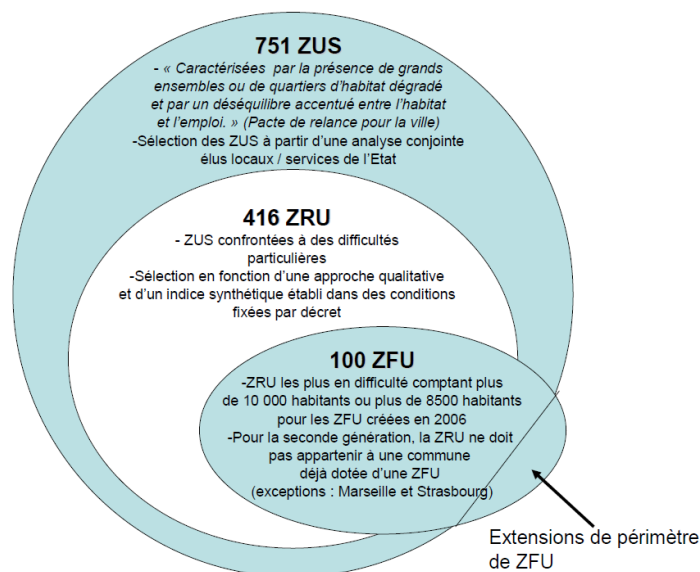 751 ZUS
- « Caractérisées par la présence de grands
ensembles ou de quartiers d'habitat dégradé
et par un déséquilibre accentué entre l'habitat
et l'emploi. » (Pacte de relance pour la ville)
-Sélection des ZUS à partir d'une analyse conjointe
élus locaux / services de l'Etat
416 ZRU
- ZUS confrontées à des difficultés
particulières
-Sélection en fonction d'une approche qualitative
et d'un indice synthétique établi dans des conditions
fixées par décret
100 ZFU
-ZRU les plus en difficulté comptant plus
de 10 000 habitants ou plus de 8500 habitants
pour les ZFU créées en 2006
-Pour la seconde génération, la ZRU ne doit
pas appartenir à une commune
déjà dotée d'une ZFU
(exceptions : Marseille et Strasbourg)
Extensions de périmètre
de ZFU